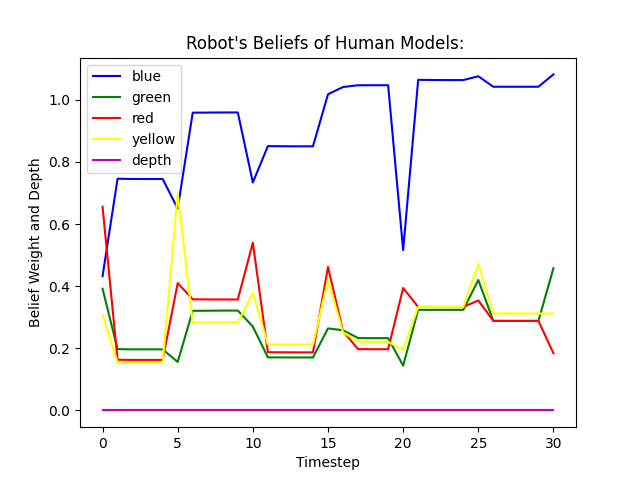 Robot's Beliefs of Human Models:
blue
green
red
yellow
depth
Belief Weight and Depth
1.0
0.8
0.6
0.4
0.2
0.0
0 5 10 15 20 25 30
Timestep